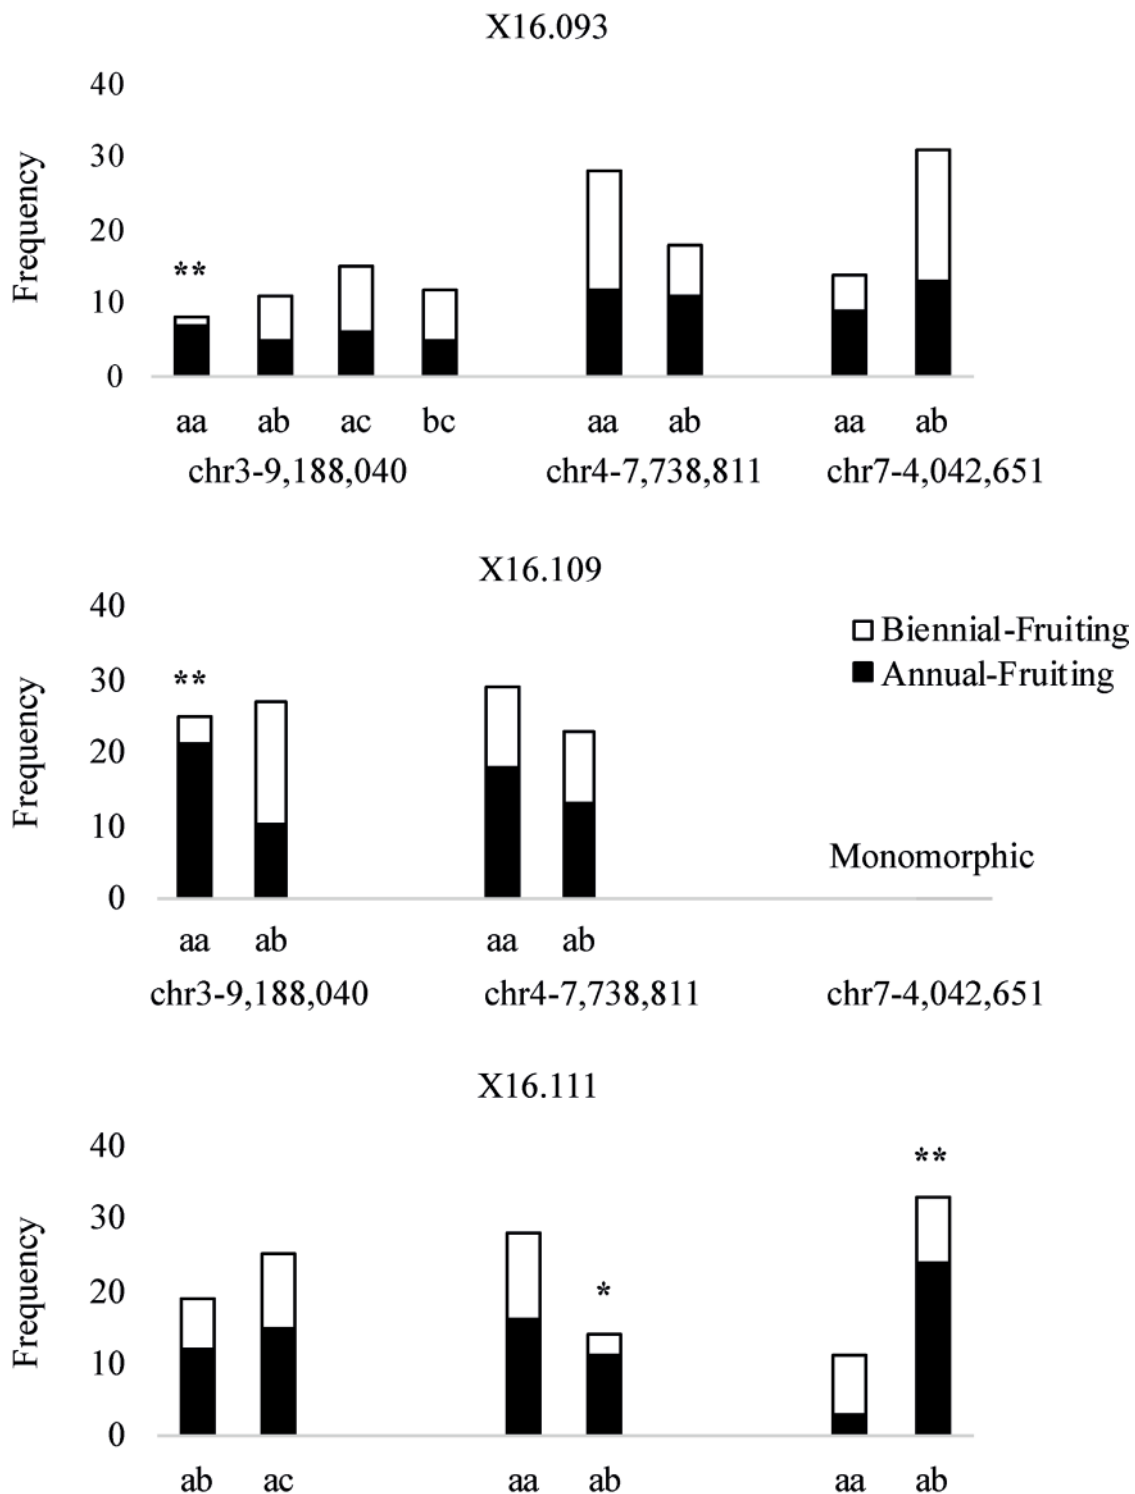 X16.093
40
30
20
10
0
Frequency
**
aa ab ac bc aa ab aa ab
chr3-9,188,040 chr4-7,738,811 chr7-4,042,651
X16.109
40
30
20
10
0
Frequency
**
Biennial-Fruiting
Annual-Fruiting
Monomorphic
aa ab aa ab
chr3-9,188,040 chr4-7,738,811 chr7-4,042,651
X16.111
40
30
20
10
0
Frequency
*
**
ab ac aa ab aa ab